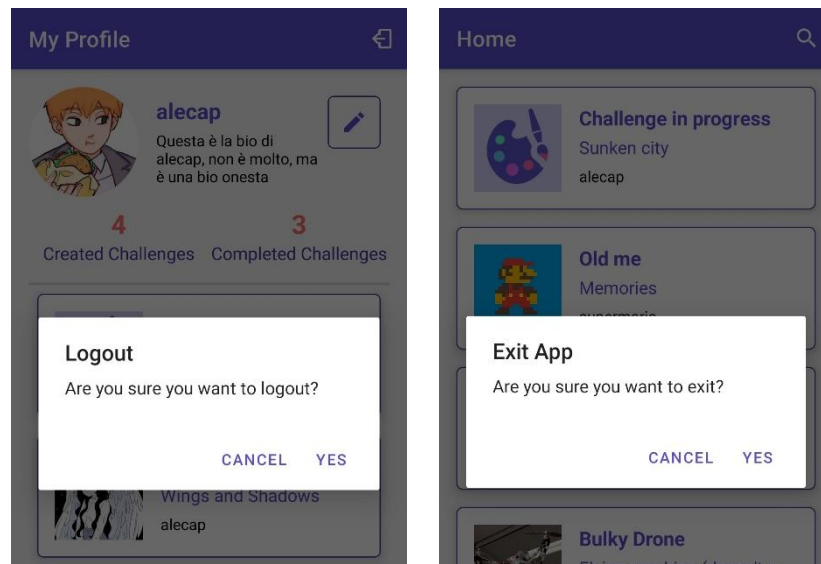 My Profile
alecap
Questa è la bio di
alecap, non è molto, ma
è una bio onesta
4
Created Challenges
3
Completed Challenges
Logout
Are you sure you want to logout?
CANCEL YES
Wings and Shadows
alecap
Home
Challenge in progress
Sunken city
alecap
Old me
Memories
supermario
Exit App
Are you sure you want to exit?
CANCEL YES
Bulky Drone